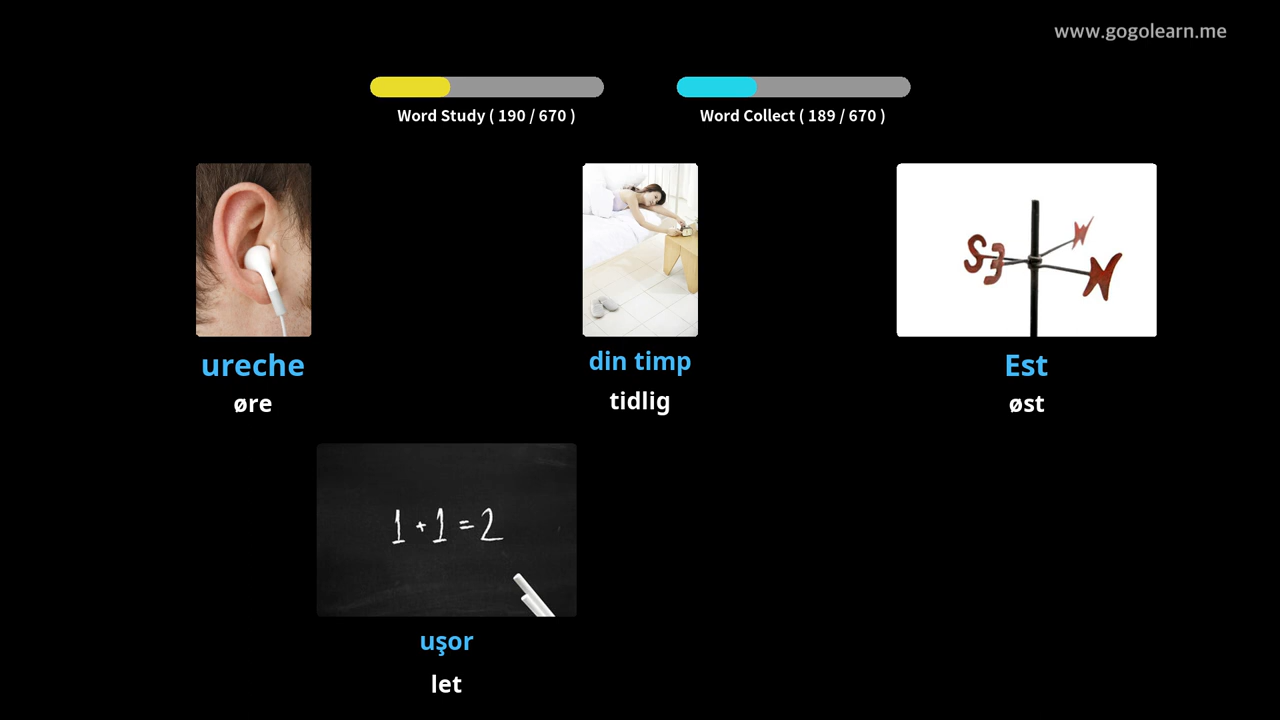 www.gogolearn.me
Word Study ( 190 / 670 )
Word Collect ( 189 / 670 )
S E N W
ureche
øre
din timp
tidlig
Est
øst
1 + 1 = 2
uşor
let